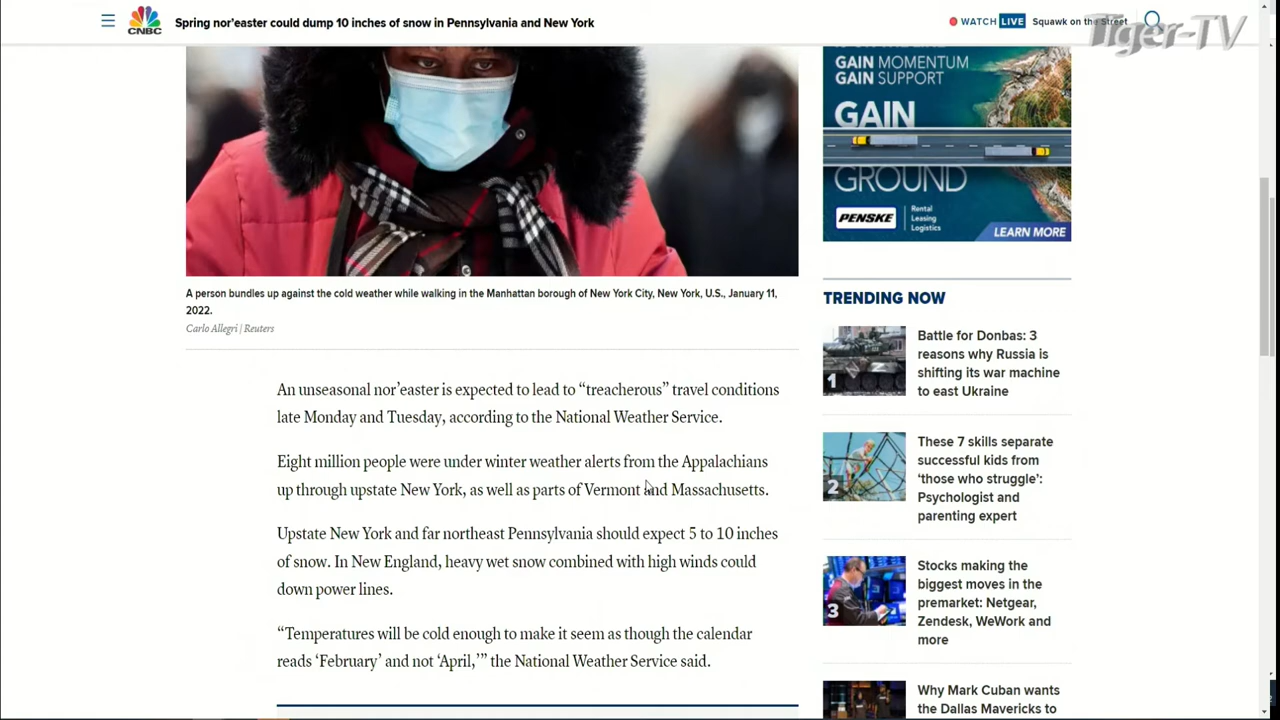 CNBC
Spring nor’easter could dump 10 inches of snow in Pennsylvania and New York
WATCH LIVE
Squawk on the Street
Tiger-TV
GAIN MOMENTUM
GAIN SUPPORT
GAIN
GROUND
PENSKE
Rental
Leasing
Logistics
LEARN MORE
A person bundles up against the cold weather while walking in the Manhattan borough of New York City, New York, U.S., January 11,
2022.
Carlo Allegri | Reuters
An unseasonal nor’easter is expected to lead to “treacherous” travel conditions
late Monday and Tuesday, according to the National Weather Service.
Eight million people were under winter weather alerts from the Appalachians
up through upstate New York, as well as parts of Vermont and Massachusetts.
Upstate New York and far northeast Pennsylvania should expect 5 to 10 inches
of snow. In New England, heavy wet snow combined with high winds could
down power lines.
“Temperatures will be cold enough to make it seem as though the calendar
reads ‘February’ and not ‘April,’” the National Weather Service said.
TRENDING NOW
1
Battle for Donbas: 3
reasons why Russia is
shifting its war machine
to east Ukraine
2
These 7 skills separate
successful kids from
‘those who struggle’:
Psychologist and
parenting expert
3
Stocks making the
biggest moves in the
premarket: Netgear,
Zendesk, WeWork and
more
Why Mark Cuban wants
the Dallas Mavericks to